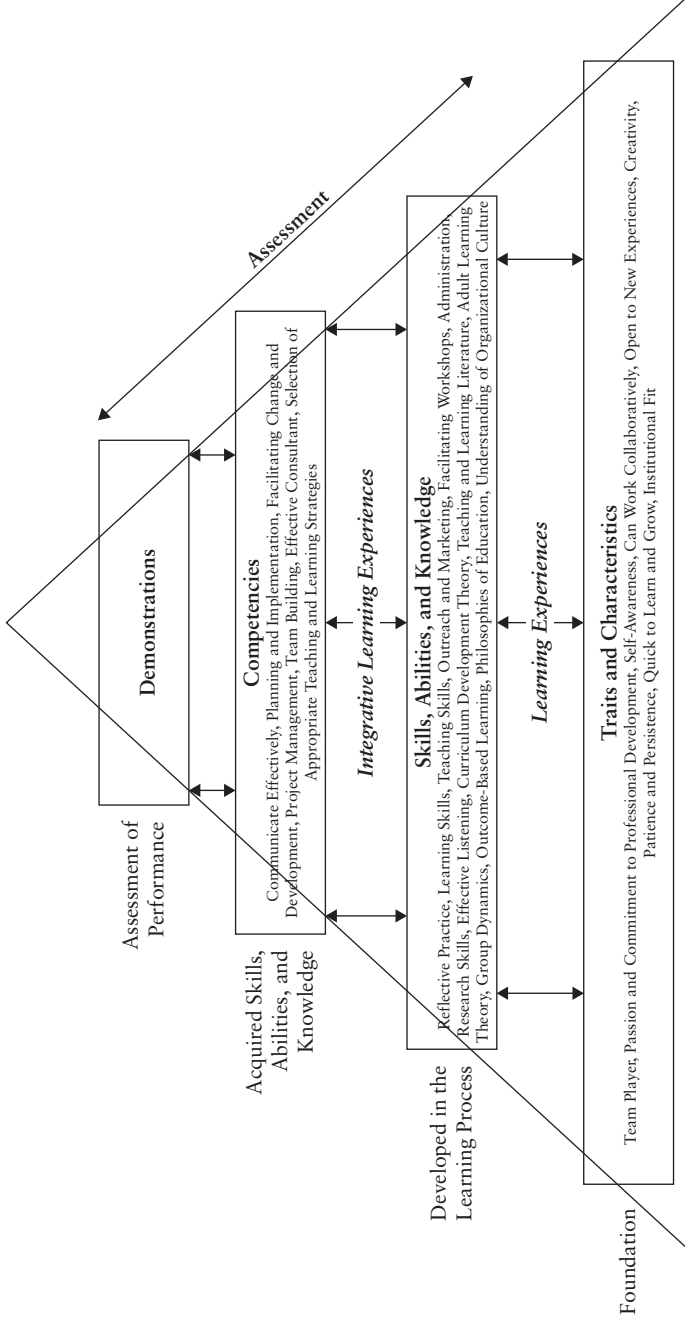 Assessment
Assessment of
Performance
Demonstrations
Acquired Skills,
Abilities, and
Knowledge
Competencies
Communicate Effectively, Planning and Implementation, Facilitating Change and
Development, Project Management, Team Building, Effective Consultant, Selection of
Appropriate Teaching and Learning Strategies
Integrative Learning Experiences
Developed in the
Learning Process
Skills, Abilities, and Knowledge
Reflective Practice, Learning Skills, Teaching Skills, Outreach and Marketing, Facilitating Workshops, Administration,
Research Skills, Effective Listening, Curriculum Development Theory, Teaching and Learning Literature, Adult Learning
Theory, Group Dynamics, Outcome-Based Learning, Philosophies of Education, Understanding of Organizational Culture
Learning Experiences
Foundation
Traits and Characteristics
Team Player, Passion and Commitment to Professional Development, Self-Awareness, Can Work Collaboratively, Open to New Experiences, Creativity,
Patience and Persistence, Quick to Learn and Grow, Institutional Fit